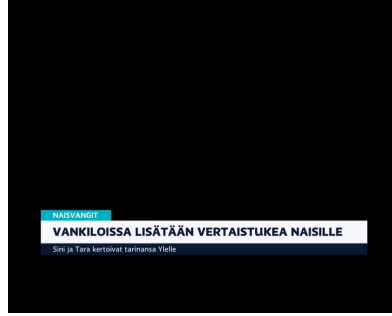 NAISVANGIT
VANKILOISSA LISÄTÄÄN VERTAISTUKEA NAISILLE
Sini ja Tara kertoivat tarinansa Ylelle